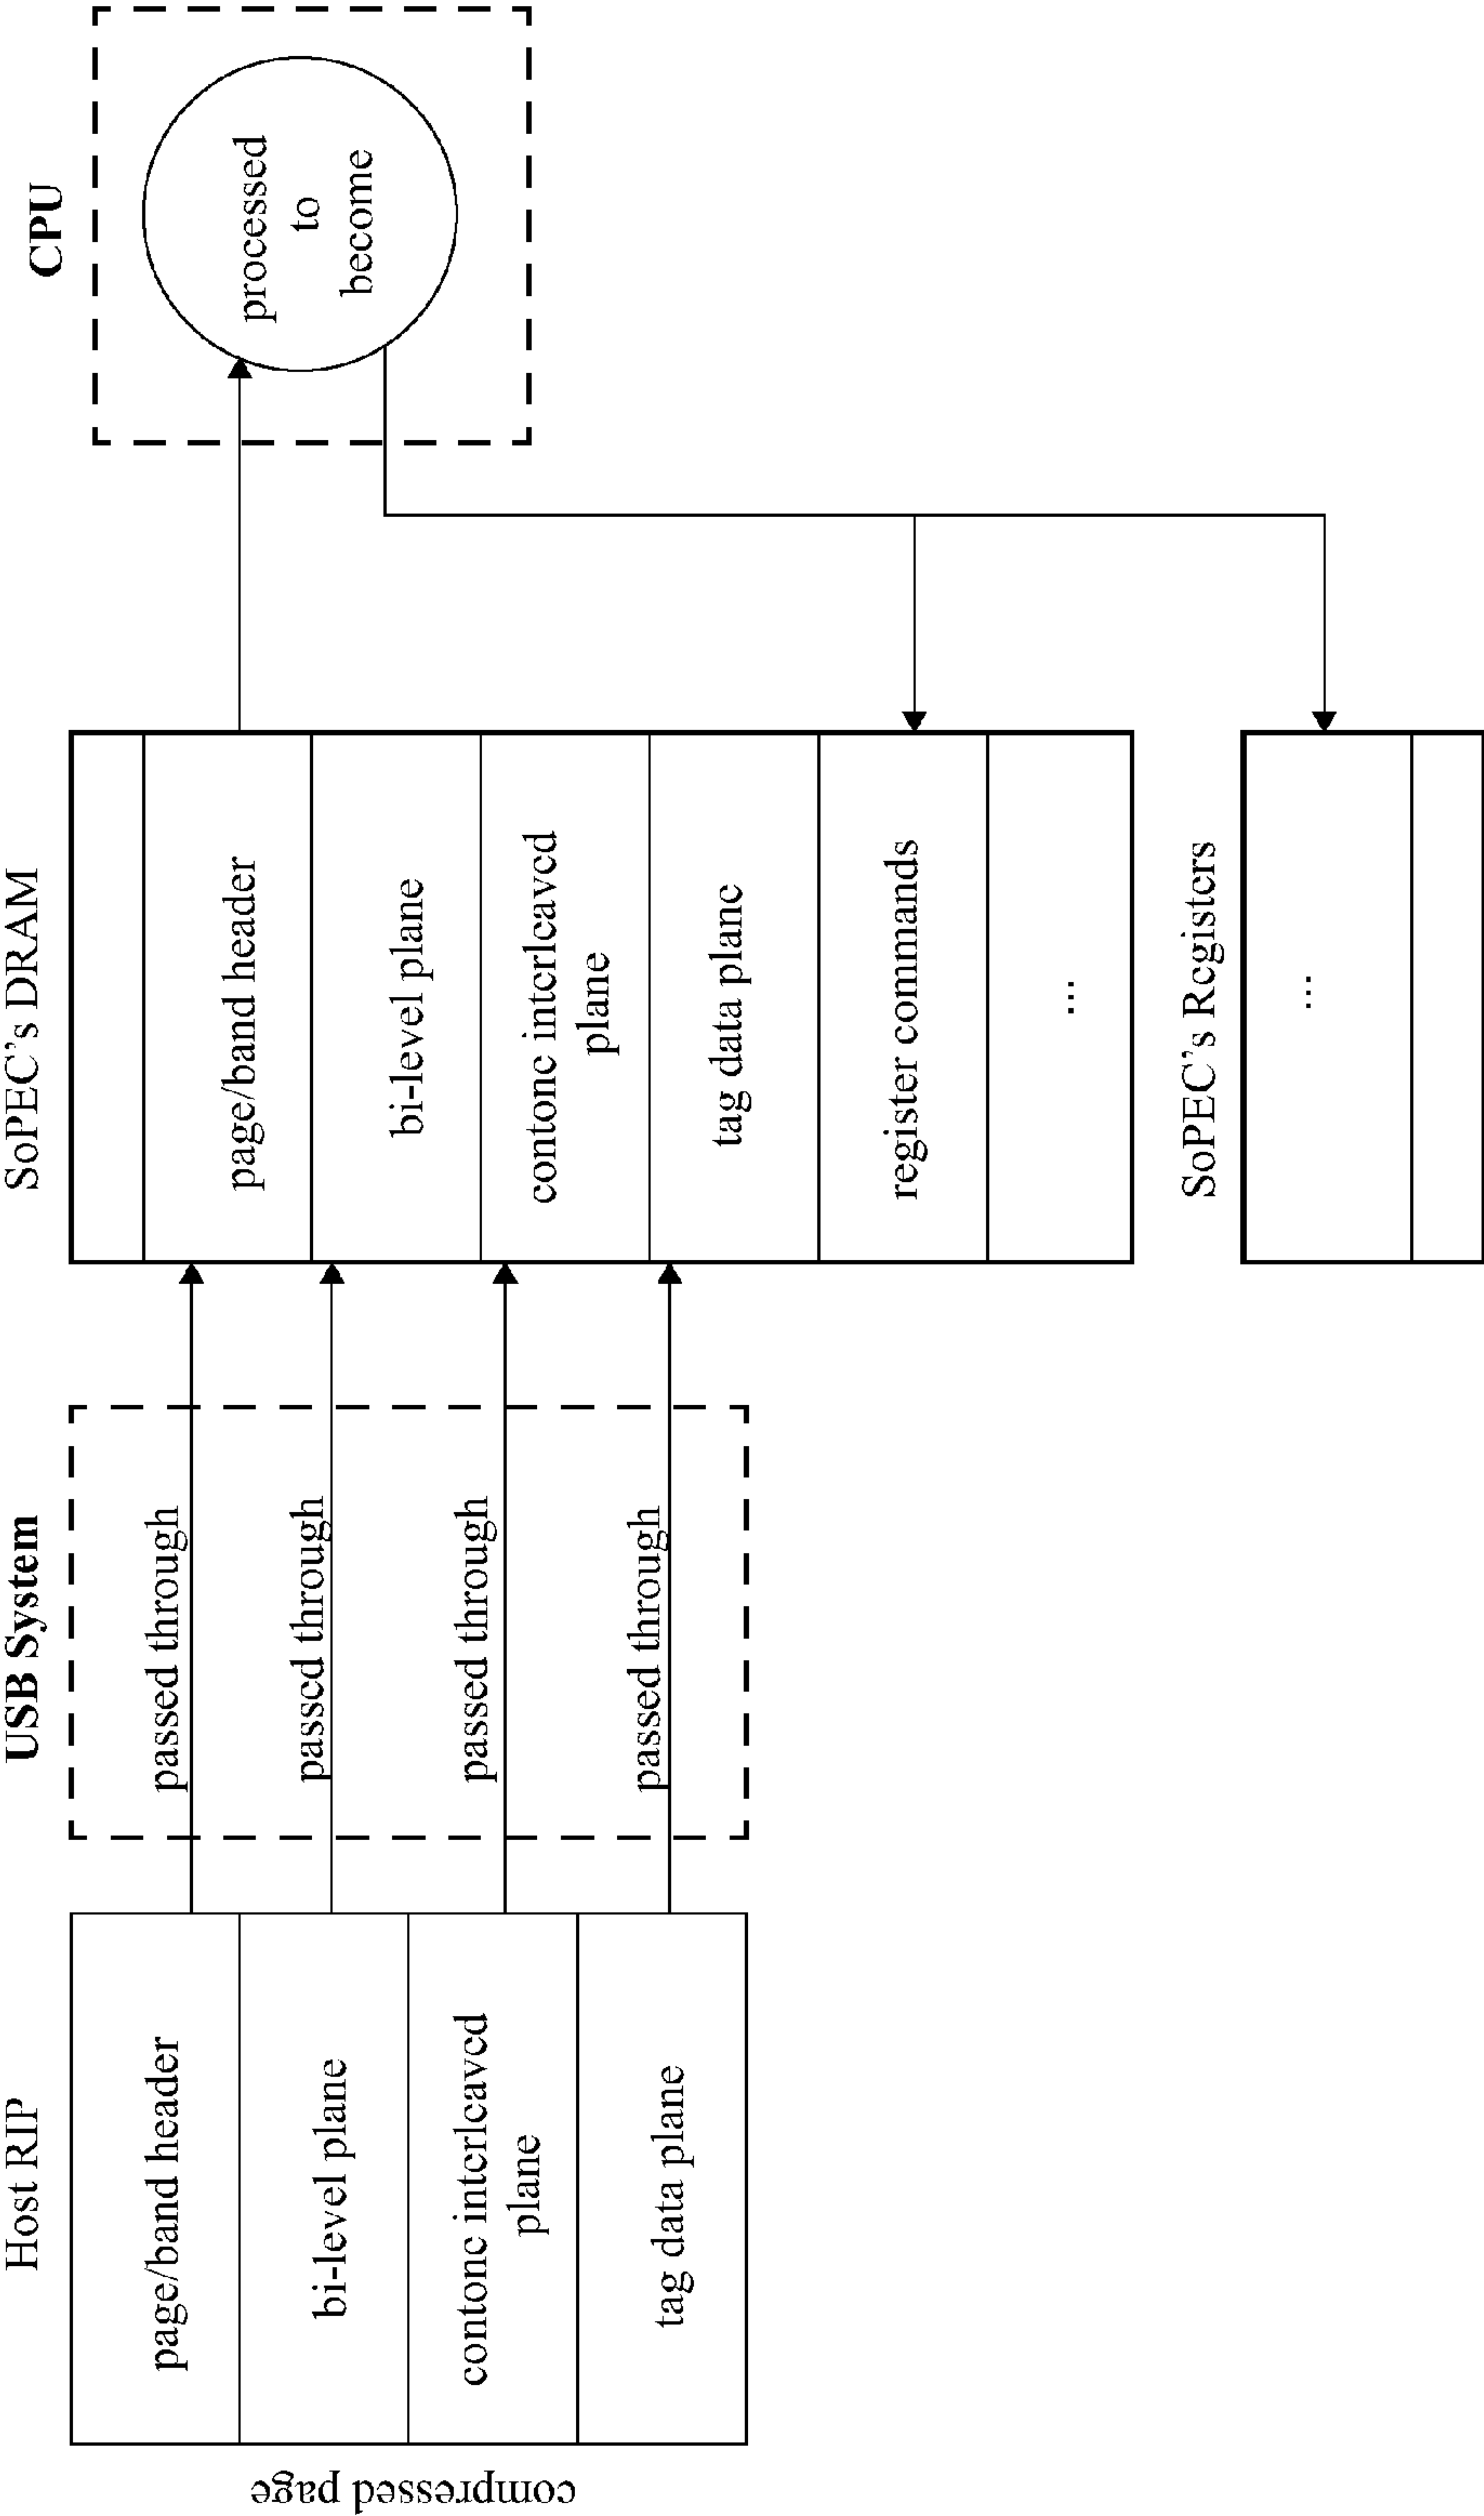 compressed page
Host RIP
page/band header
bi-level plane
contone interleaved
plane
tag data plane
USB System
passed through
passed through
passed through
passed through
SoPEC's DRAM
page/band header
bi-level plane
contone interleaved
plane
tag data plane
register commands
...
SoPEC's Registers
...
CPU
processed
to
become